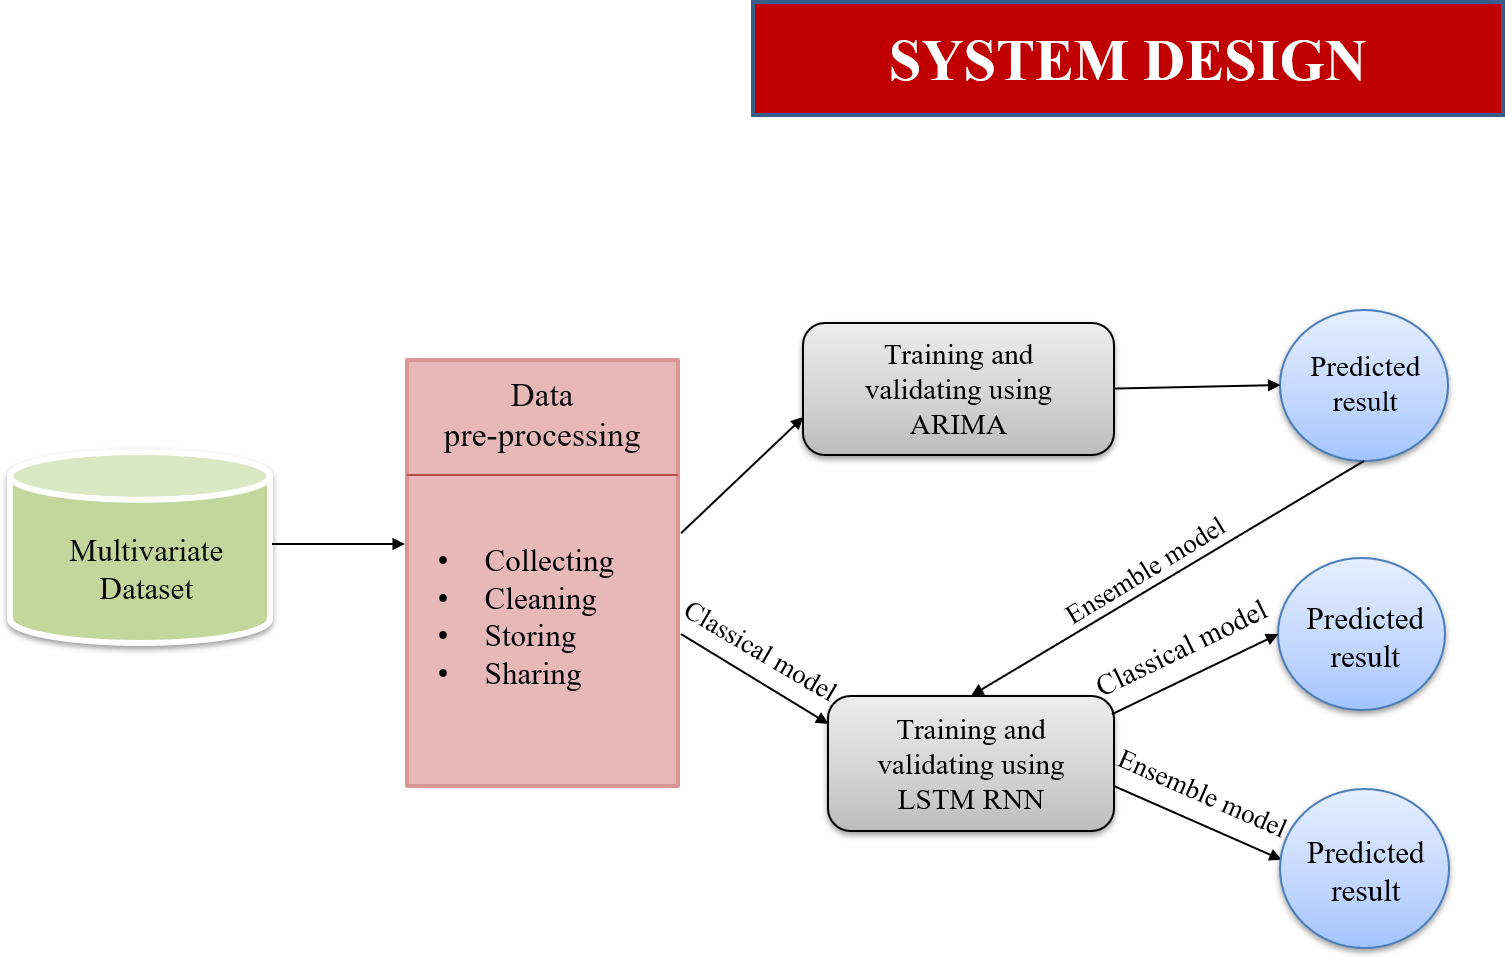 SYSTEM DESIGN
Multivariate
Dataset
Data
pre-processing
• Collecting
• Cleaning
• Storing
• Sharing
Training and
validating using
ARIMA
Predicted
result
Ensemble model
Classical model
Training and
validating using
LSTM RNN
Classical model
Predicted
result
Ensemble model
Predicted
result